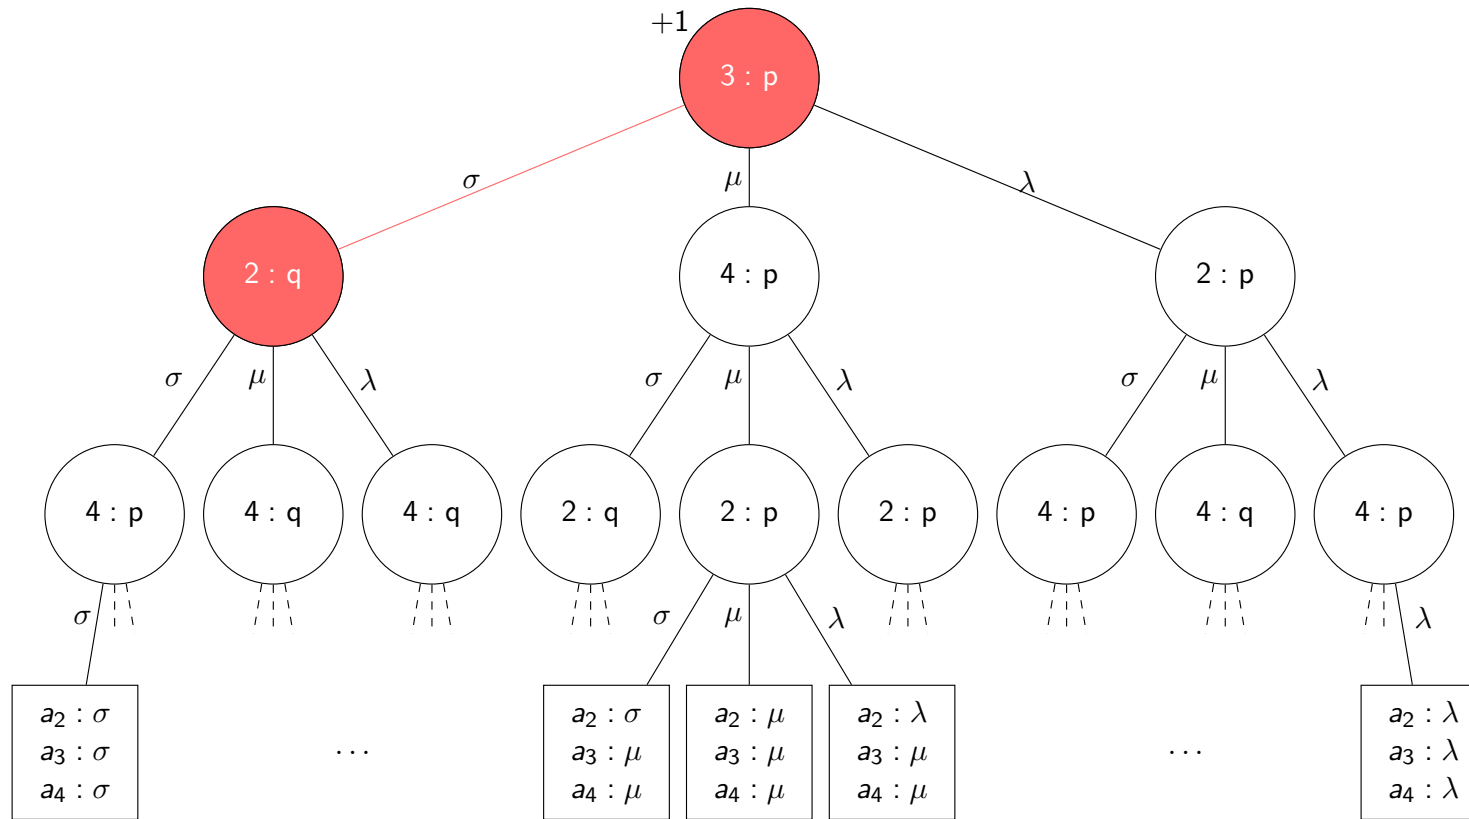 +1
3 : p
σ μ λ
2 : q 4 : p 2 : p
σ μ λ σ μ λ σ μ λ
4 : p 4 : q 4 : q 2 : q 2 : p 2 : p 4 : p 4 : q 4 : p
σ σ μ λ λ
a₂ : σ a₂ : σ a₂ : μ a₂ : λ a₂ : λ
a₃ : σ ... a₃ : μ a₃ : μ a₃ : μ ... a₃ : λ
a₄ : σ a₄ : μ a₄ : μ a₄ : μ a₄ : λ